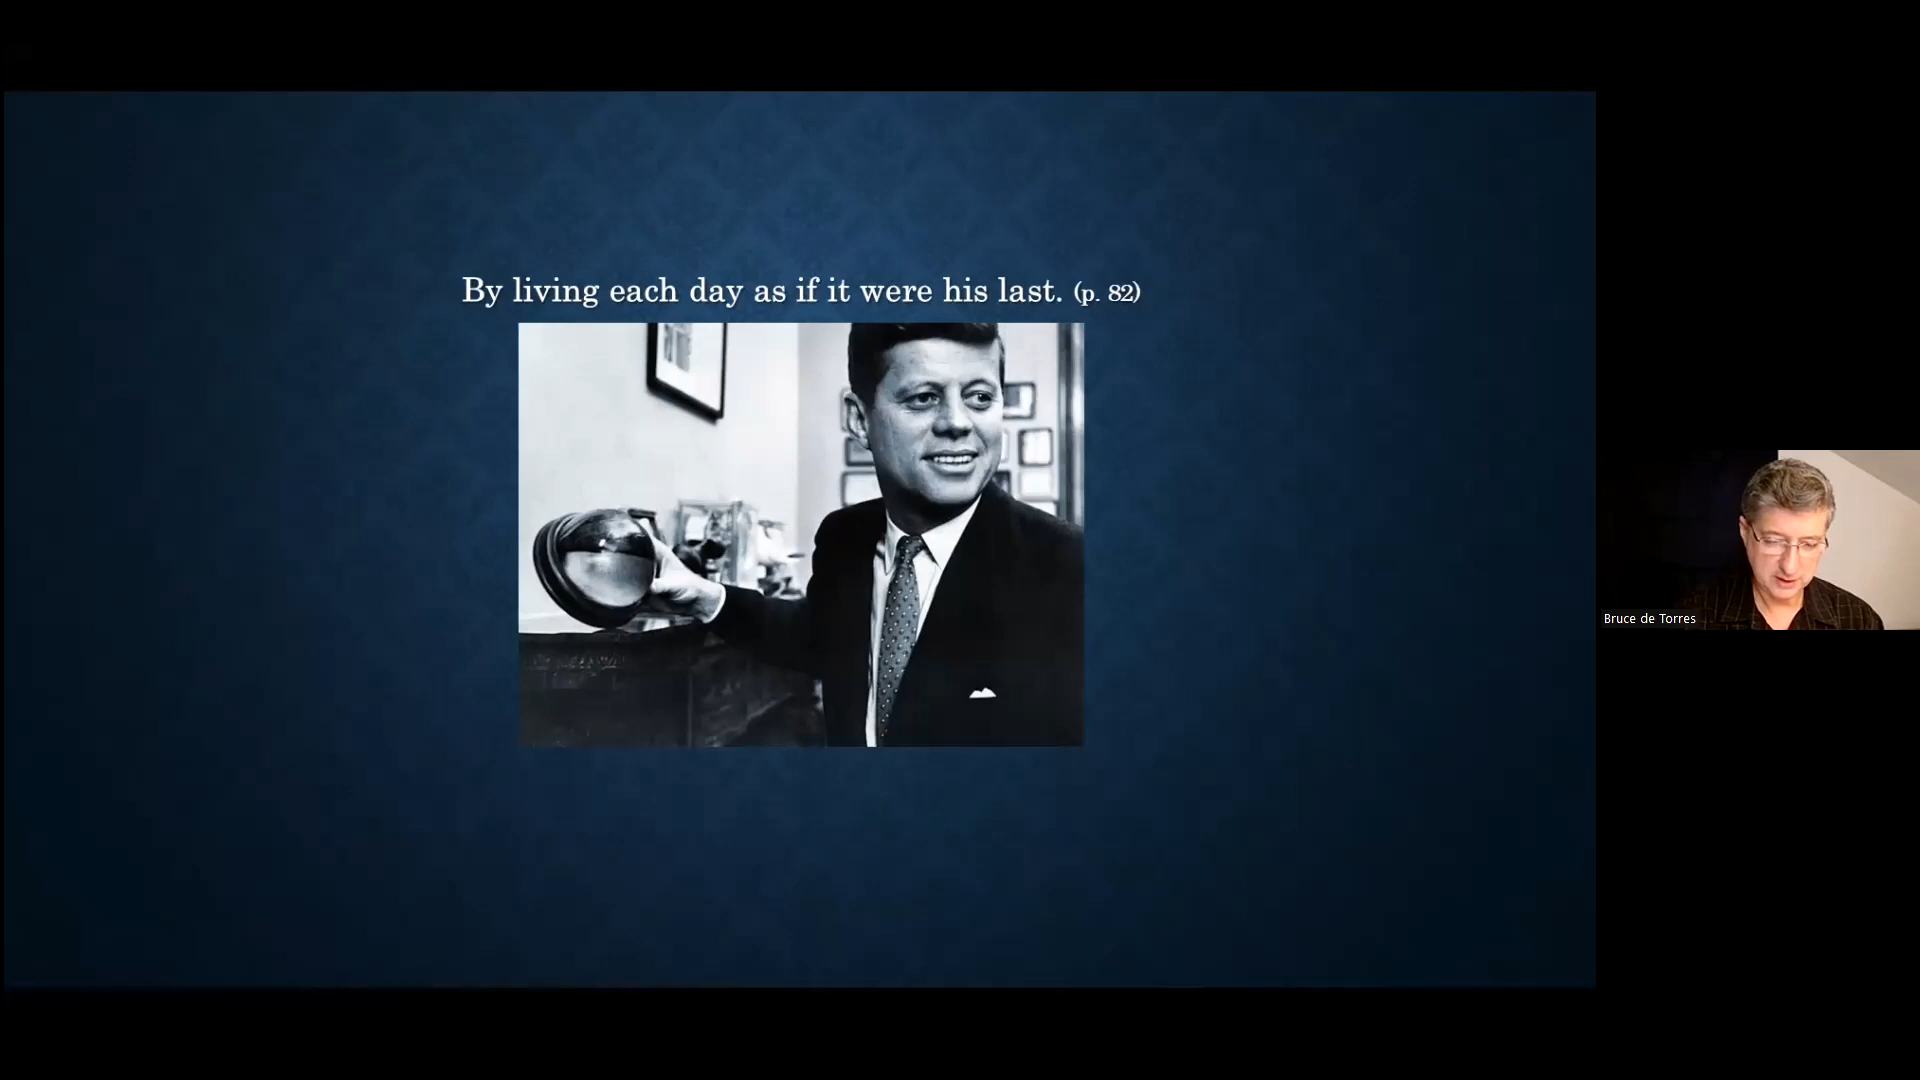 By living each day as if it were his last. (p. 82)
Bruce de Torres